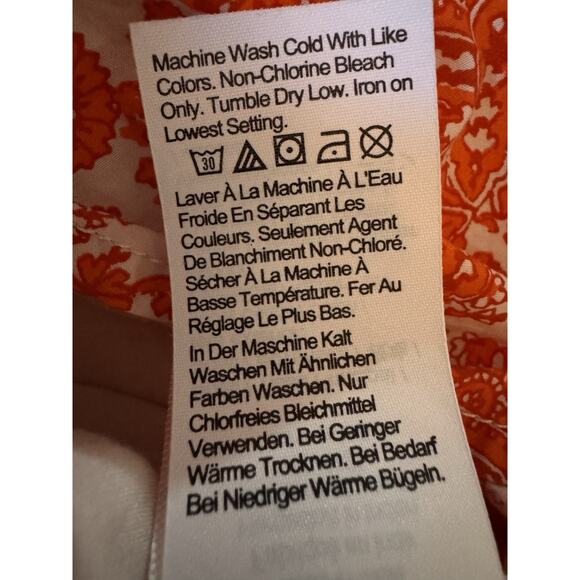 Machine Wash Cold With Like
Colors. Non-Chlorine Bleach
Only. Tumble Dry Low. Iron on
Lowest Setting.
30
Laver À La Machine À L'Eau
Froide En Séparant Les
Couleurs. Seulement Agent
De Blanchiment Non-Chloré.
Sécher À La Machine À
Basse Température. Fer Au
Réglage Le Plus Bas.
In Der Maschine Kalt
Waschen Mit Ähnlichen
Farben Waschen. Nur
Chlorfreies Bleichmittel
Verwenden. Bei Geringer
Wärme Trocknen. Bei Bedarf
Bei Niedriger Wärme Bügeln.